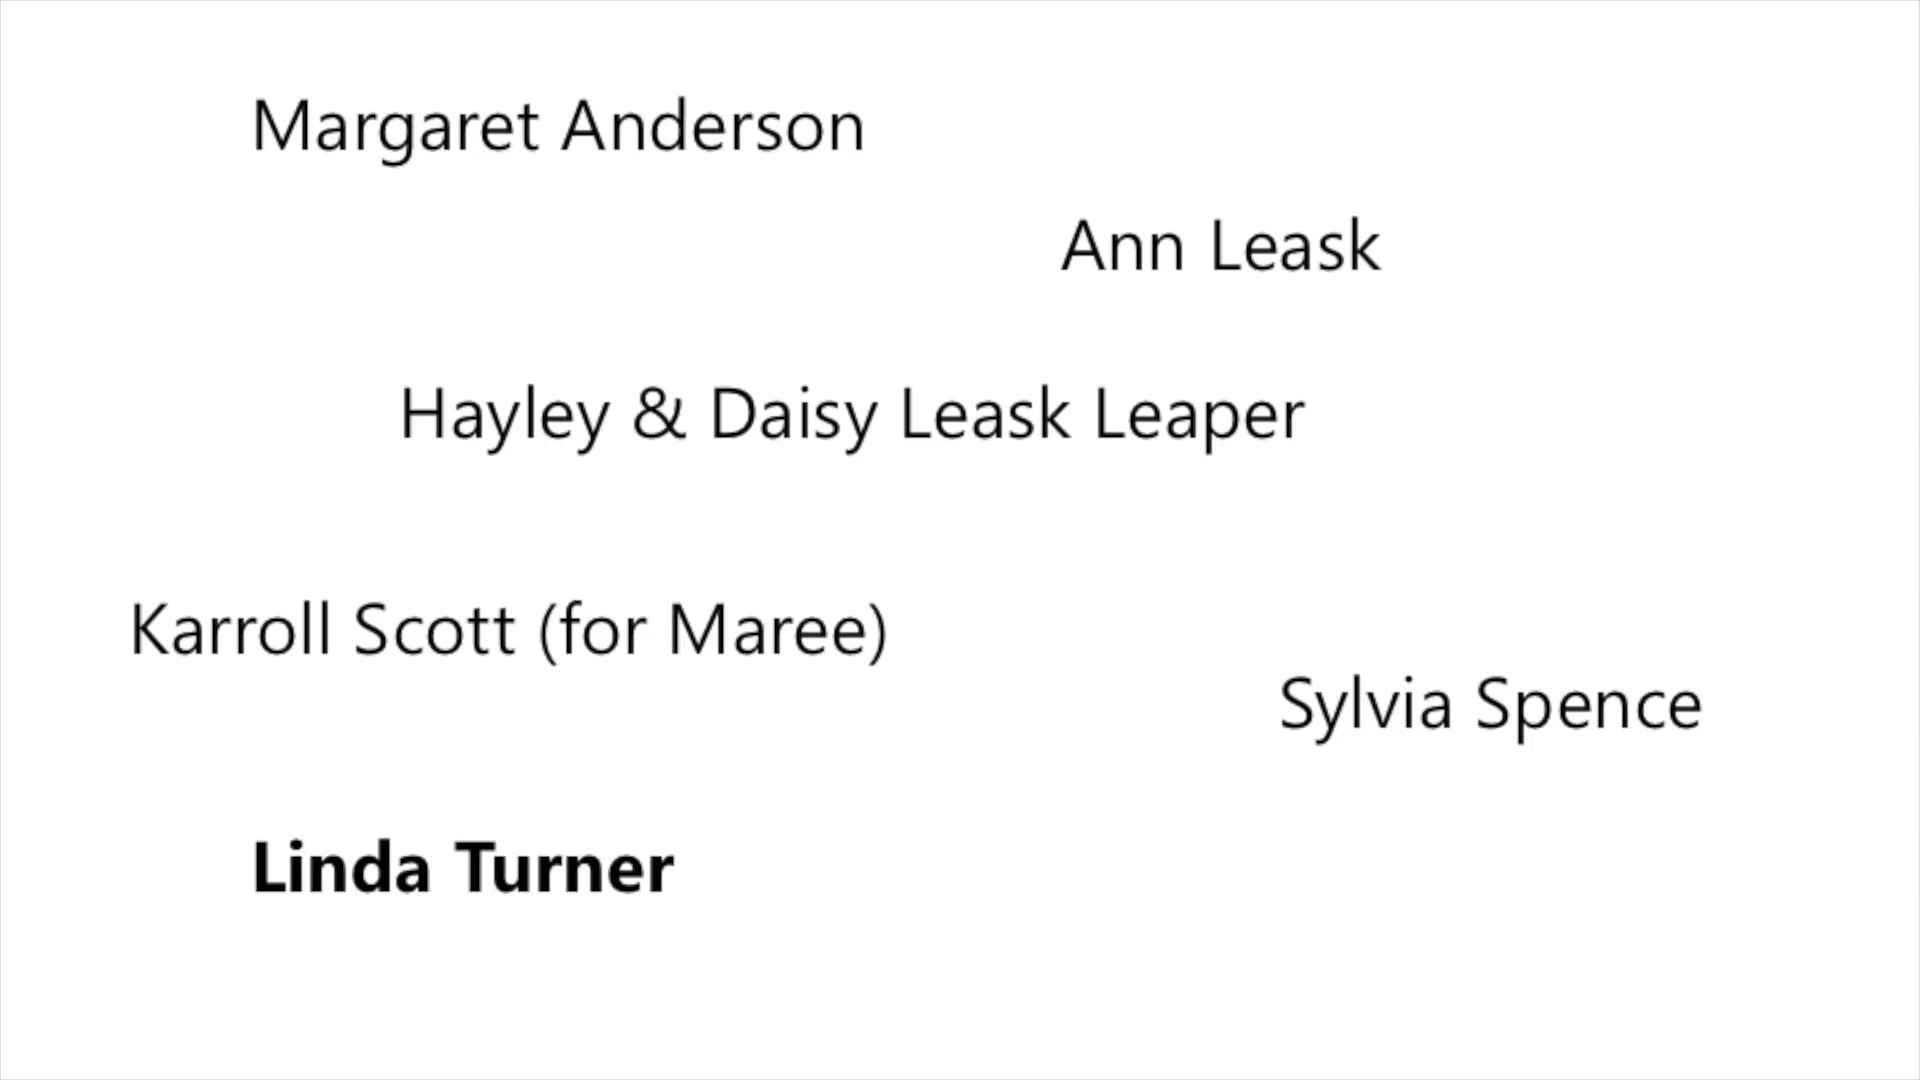 Margaret Anderson
Ann Leask
Hayley & Daisy Leask Leaper
Karroll Scott (for Maree)
Sylvia Spence
Linda Turner